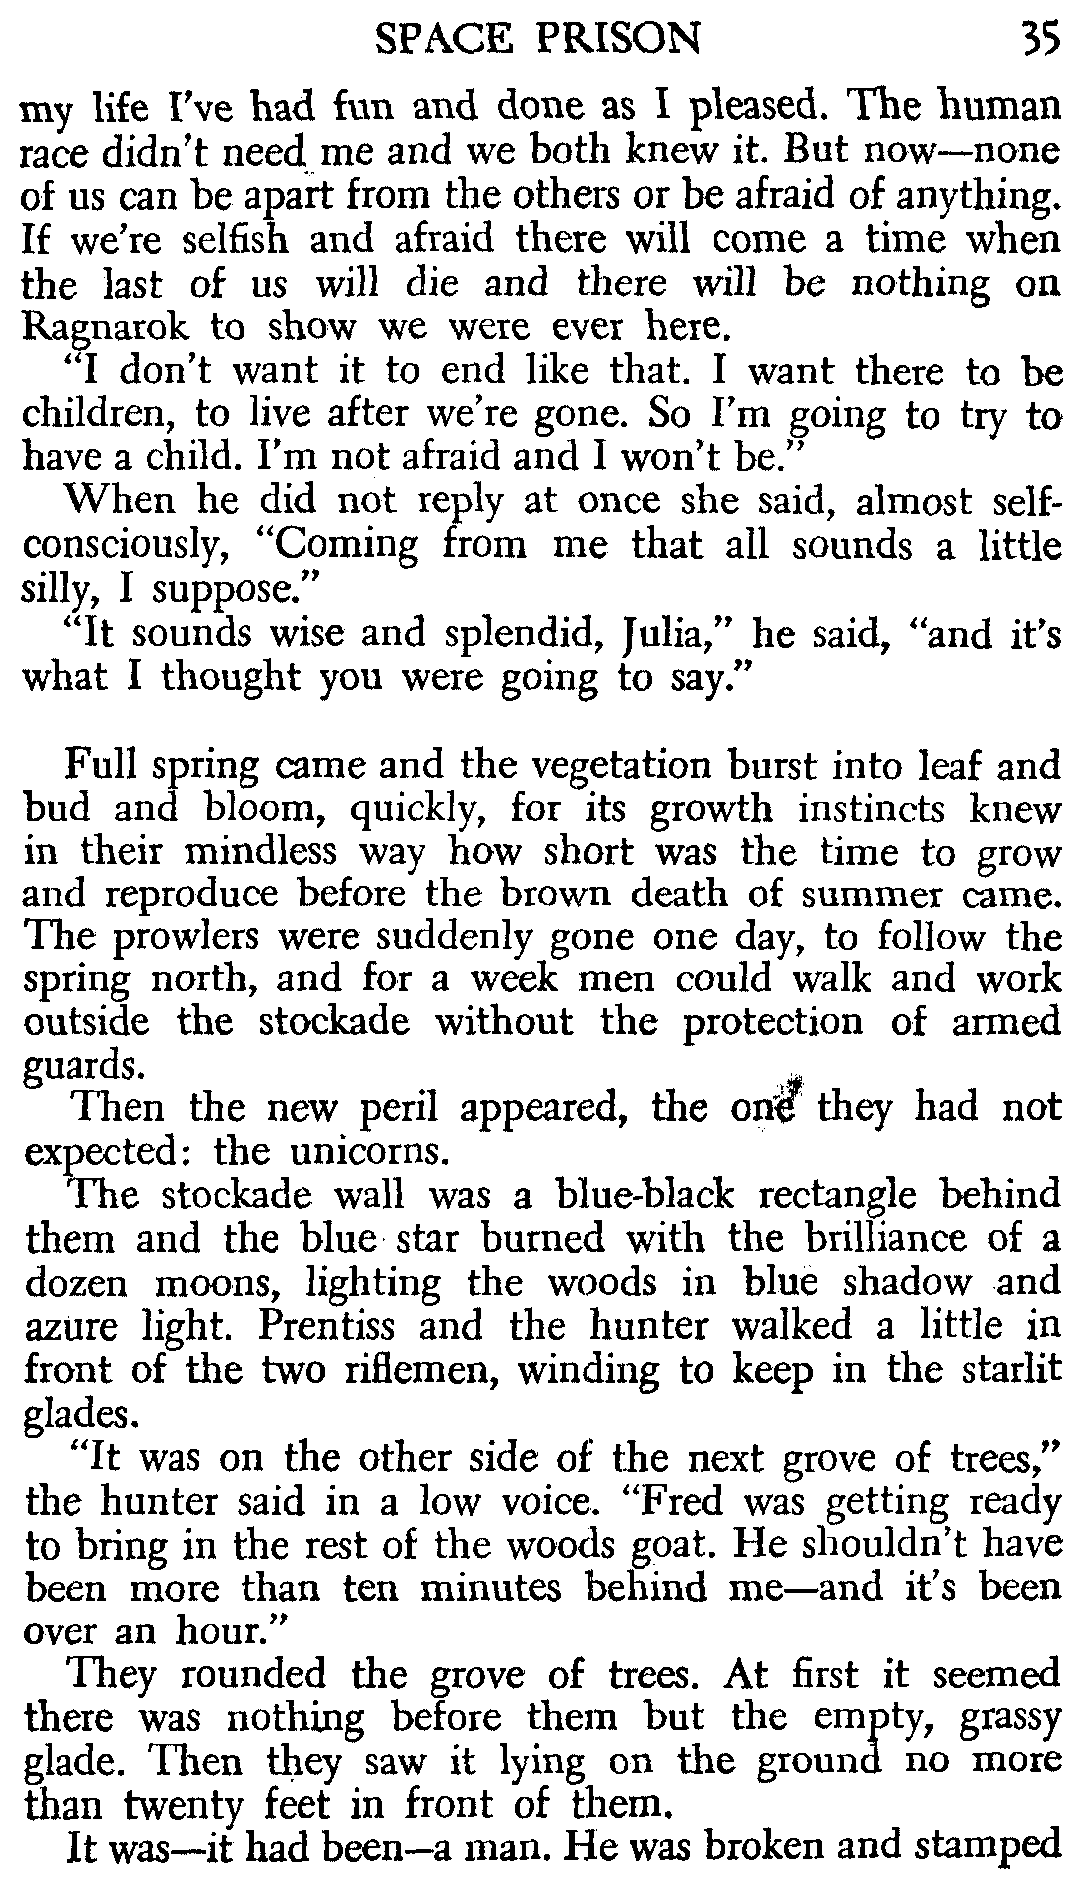 SPACE PRISON 35
my life I've had fun and done as I pleased. The human
race didn't need me and we both knew it. But now—none
of us can be apart from the others or be afraid of anything.
If we're selfish and afraid there will come a time when
the last of us will die and there will be nothing on
Ragnarok to show we were ever here.
"I don't want it to end like that. I want there to be
children, to live after we're gone. So I'm going to try to
have a child. I'm not afraid and I won't be."
When he did not reply at once she said, almost self-
consciously, "Coming from me that all sounds a little
silly, I suppose."
"It sounds wise and splendid, Julia," he said, "and it's
what I thought you were going to say."
Full spring came and the vegetation burst into leaf and
bud and bloom, quickly, for its growth instincts knew
in their mindless way how short was the time to grow
and reproduce before the brown death of summer came.
The prowlers were suddenly gone one day, to follow the
spring north, and for a week men could walk and work
outside the stockade without the protection of armed
guards.
Then the new peril appeared, the one they had not
expected: the unicorns.
The stockade wall was a blue-black rectangle behind
them and the blue star burned with the brilliance of a
dozen moons, lighting the woods in blue shadow and
azure light. Prentiss and the hunter walked a little in
front of the two riflemen, winding to keep in the starlit
glades.
"It was on the other side of the next grove of trees,"
the hunter said in a low voice. "Fred was getting ready
to bring in the rest of the woods goat. He shouldn't have
been more than ten minutes behind me—and it's been
over an hour."
They rounded the grove of trees. At first it seemed
there was nothing before them but the empty, grassy
glade. Then they saw it lying on the ground no more
than twenty feet in front of them.
It was—it had been—a man. He was broken and stamped